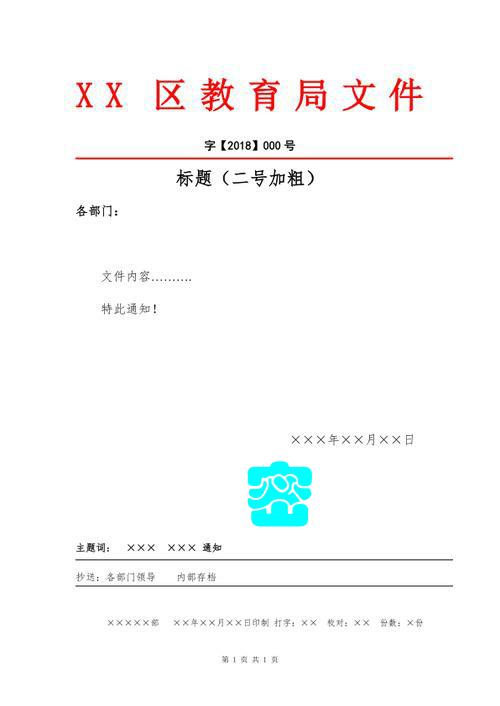 XX 区教育局文件
字【2018】000号
标题（二号加粗）
各部门：
文件内容……….
特此通知！
×××年××月××日
主题词： ××× ××× 通知
抄送：各部门领导 内部存档
×××××部 ××年××月××日印制 打字：×× 校对：×× 份数：×份
第 1 页 共 1 页